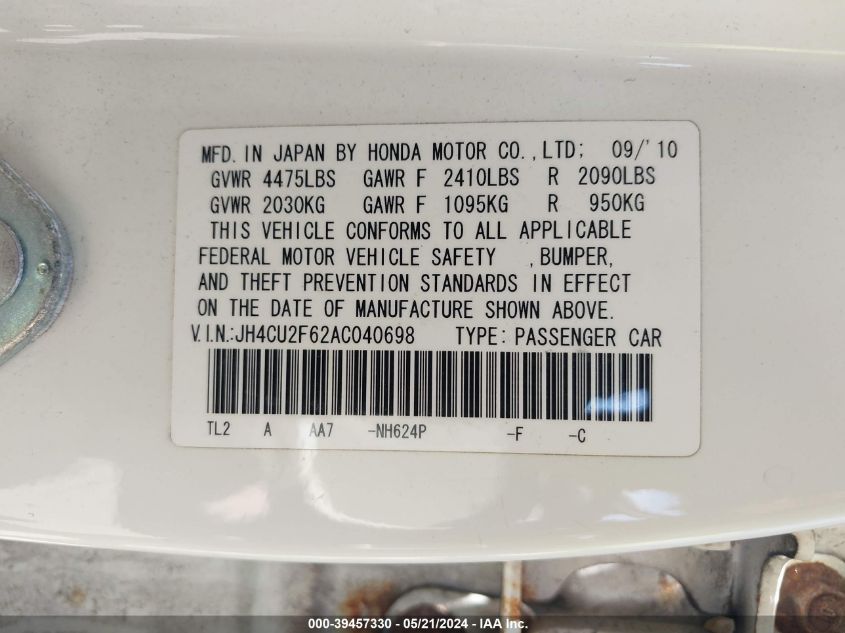 MFD. IN JAPAN BY HONDA MOTOR CO.,LTD; 09/'10
GVWR 4475LBS GAWR F 2410LBS R 2090LBS
GVWR 2030KG GAWR F 1095KG R 950KG
THIS VEHICLE CONFORMS TO ALL APPLICABLE
FEDERAL MOTOR VEHICLE SAFETY ,BUMPER,
AND THEFT PREVENTION STANDARDS IN EFFECT
ON THE DATE OF MANUFACTURE SHOWN ABOVE.
V.I.N.:JH4CU2F62AC040698 TYPE: PASSENGER CAR
TL2 A AA7 -NH624P -F -C
000-39457330 - 05/21/2024 - IAA Inc.